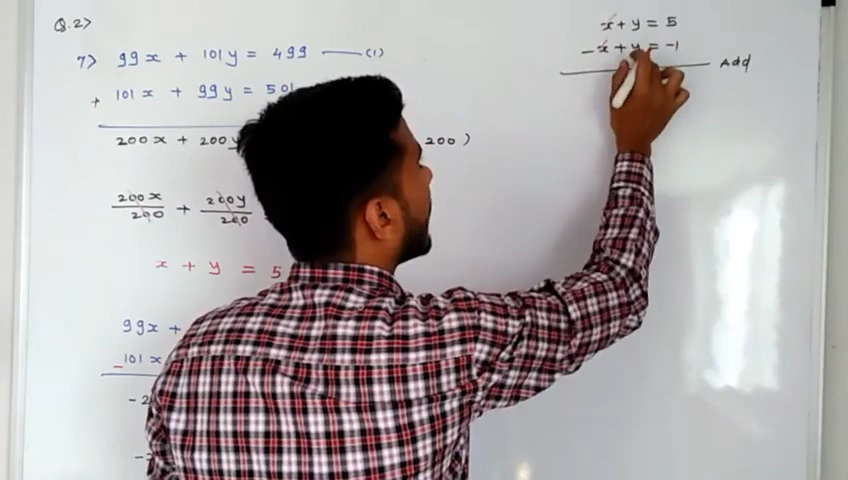 Q.2>
7> 99x + 101y = 499 —— (1)
+ 101x + 99y = 501
200x + 200y 200 )
200x/200 + 200y/200
x + y = 5
99x +
- 101x
- 2
-
x + y = 5
- x + y = -1
Add